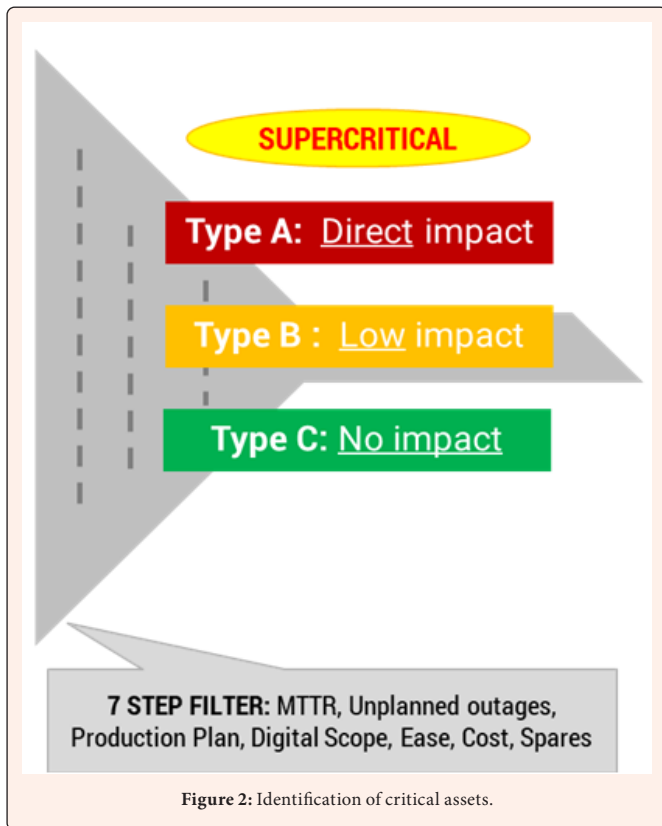 SUPERCRITICAL
Type A: Direct impact
Type B : Low impact
Type C: No impact
7 STEP FILTER: MTTR, Unplanned outages,
Production Plan, Digital Scope, Ease, Cost, Spares
Figure 2: Identification of critical assets.